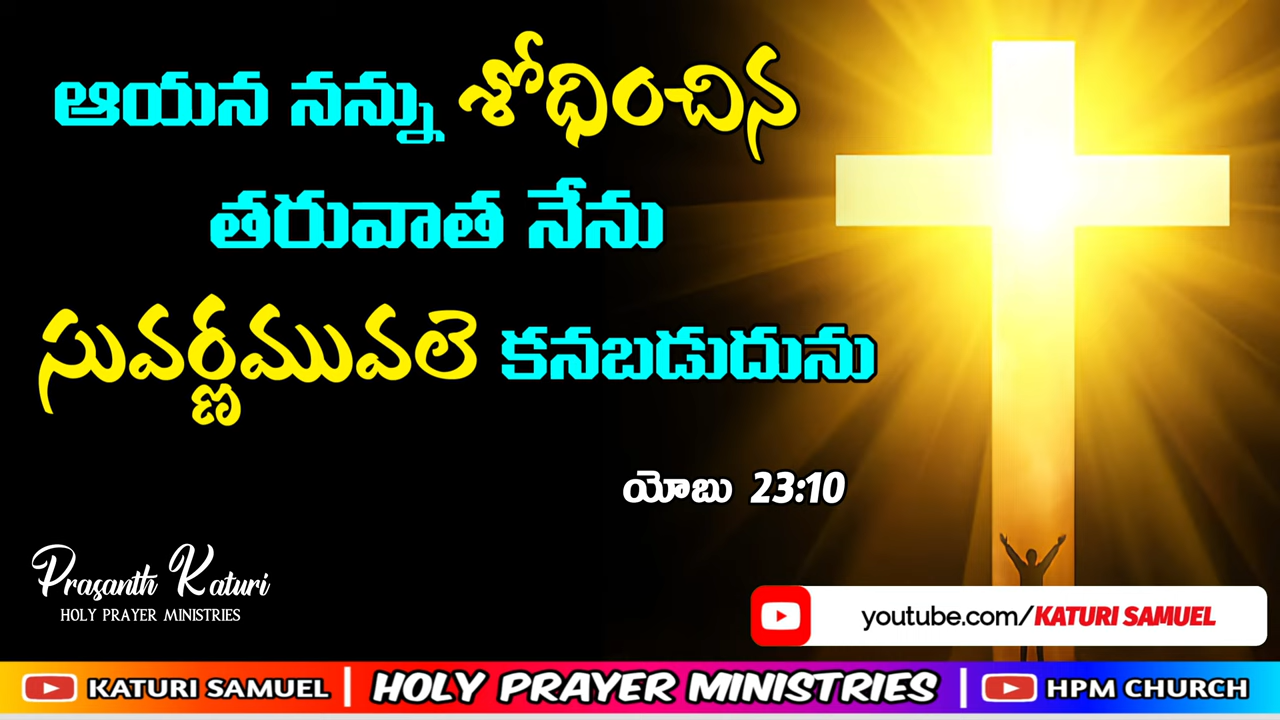 ఆయన నన్ను శోధించిన
తరువాత నేను
సువర్ణమువలె కనబడుదును
యోబు 23:10
Prasanth Katuri
HOLY PRAYER MINISTRIES
youtube.com/KATURI SAMUEL
KATURI SAMUEL | HOLY PRAYER MINISTRIES | HPM CHURCH